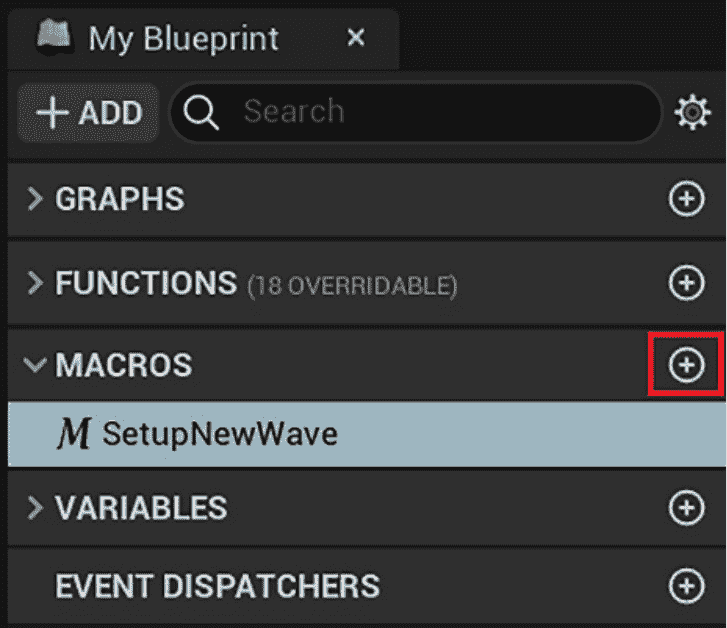 My Blueprint ×
+ ADD Search
GRAPHS
FUNCTIONS (18 OVERRIDABLE)
MACROS
M SetupNewWave
VARIABLES
EVENT DISPATCHERS